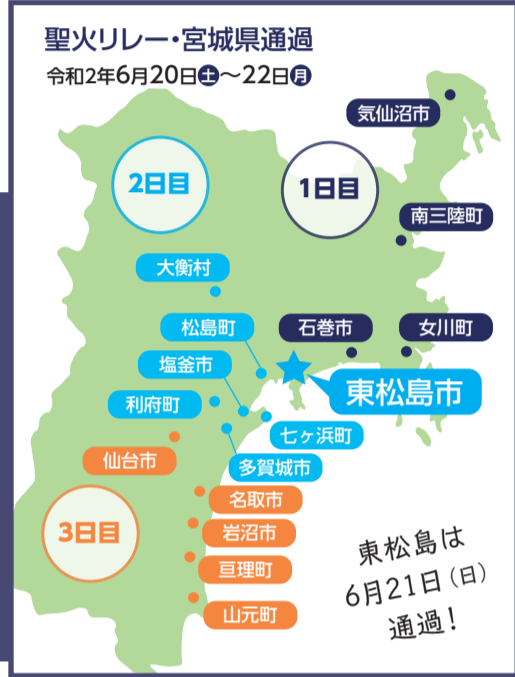 聖火リレー・宮城県通過
令和2年6月20日土～22日月
気仙沼市
2日目
1日目
南三陸町
大衡村
松島町
石巻市
女川町
塩釜市
東松島市
利府町
七ヶ浜町
仙台市
多賀城市
名取市
3日目
岩沼市
亘理町
山元町
東松島は
6月21日（日）
通過！